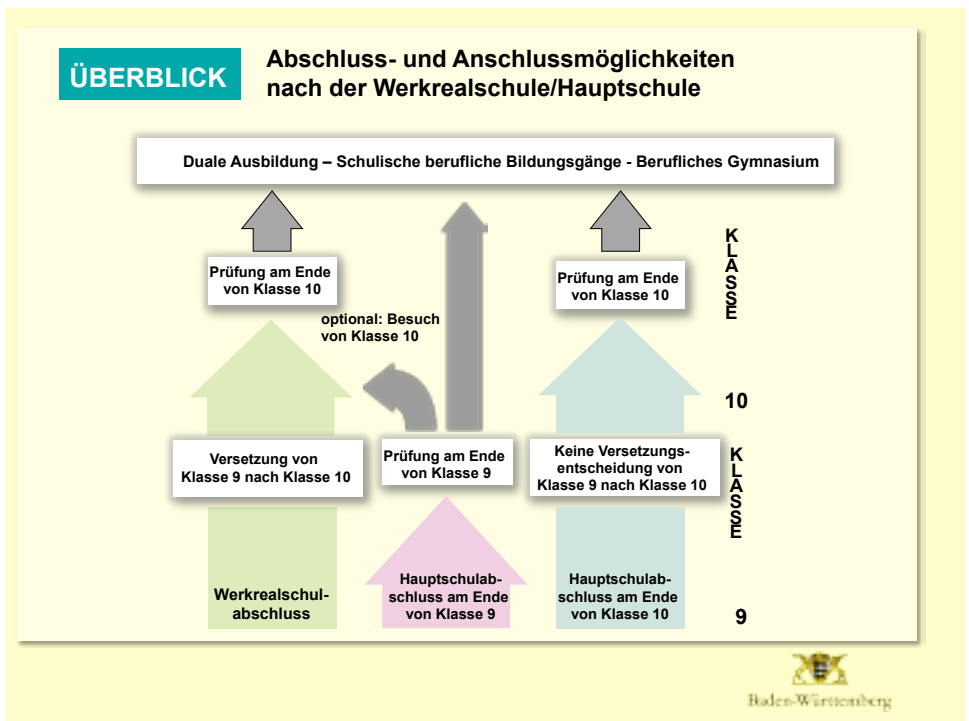 ÜBERBLICK
Abschluss- und Anschlussmöglichkeiten
nach der Werkrealschule/Hauptschule
Duale Ausbildung – Schulische berufliche Bildungsgänge - Berufliches Gymnasium
Prüfung am Ende
von Klasse 10
optional: Besuch
von Klasse 10
Prüfung am Ende
von Klasse 10
KLASSE
10
Versetzung von
Klasse 9 nach Klasse 10
Prüfung am Ende
von Klasse 9
Keine Versetzungs-
entscheidung von
Klasse 9 nach Klasse 10
KLASSE
9
Werkrealschul-
abschluss
Hauptschulab-
schluss am Ende
von Klasse 9
Hauptschulab-
schluss am Ende
von Klasse 10
Baden-Württemberg